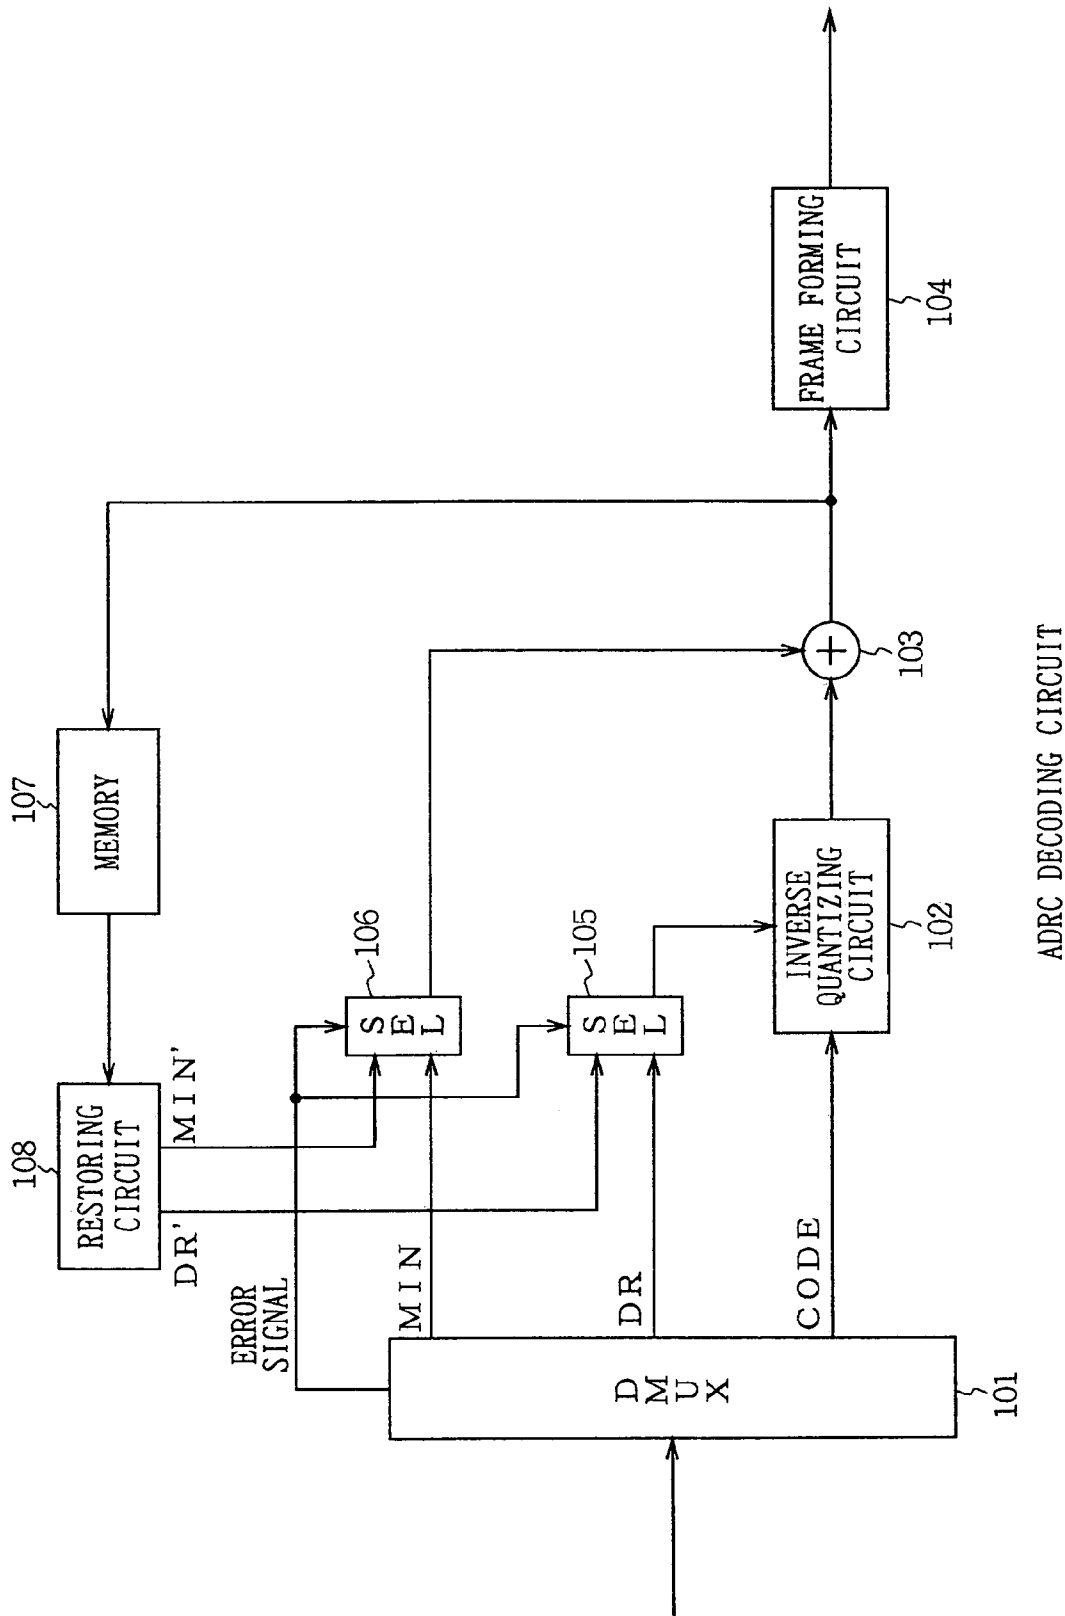 108
RESTORING
CIRCUIT
107
MEMORY
DR'
MIN'
ERROR
SIGNAL
106
SEL
MIN
105
SEL
DR
CODE
DMUX
101
INVERSE
QUANTIZING
CIRCUIT
102
103
FRAME FORMING
CIRCUIT
104
ADRC DECODING CIRCUIT